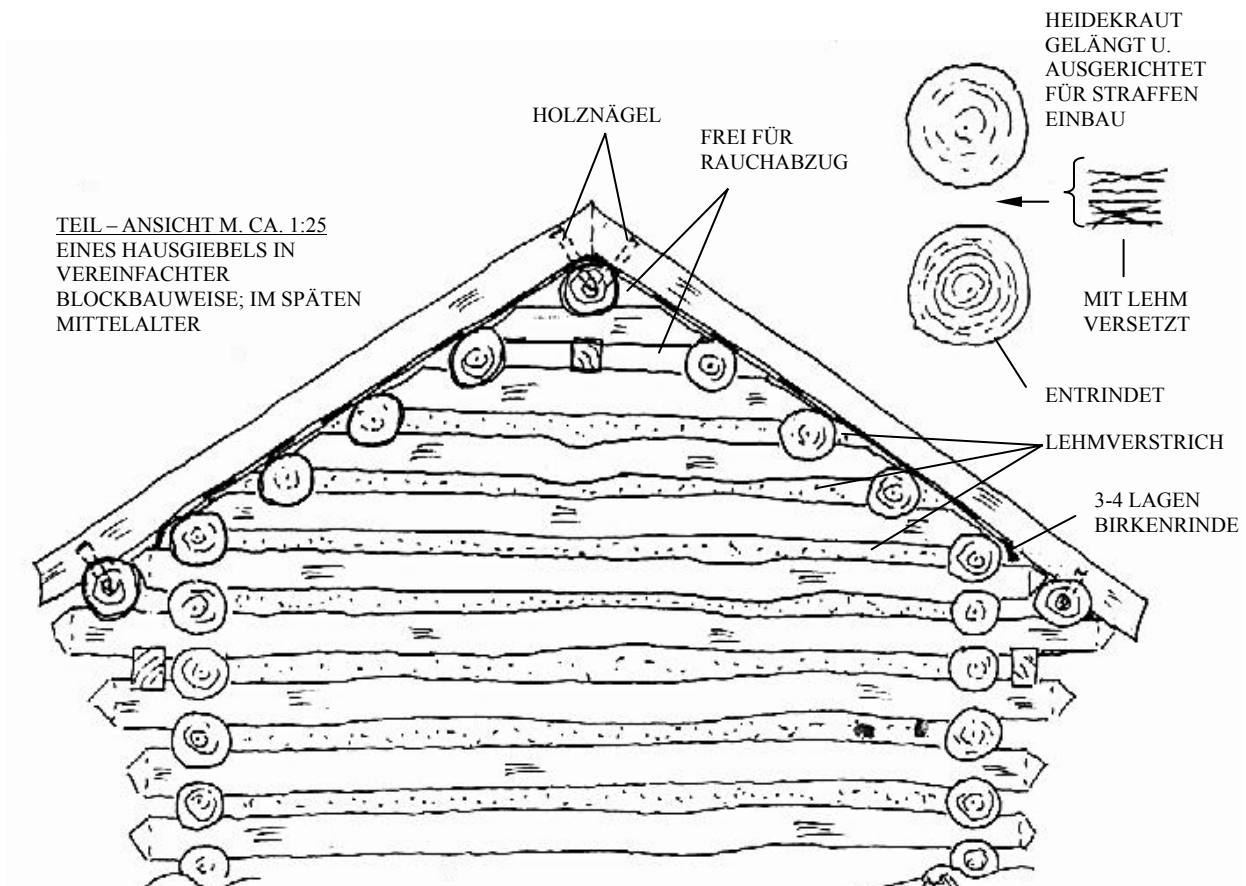 HEIDEKRAUT
GELÄNGT U.
AUSGERICHTET
FÜR STRAFFEN
EINBAU
HOLZNÄGEL
FREI FÜR
RAUCHABZUG
TEIL – ANSICHT M. CA. 1:25
EINES HAUSGIEBELS IN
VEREINFACHTER
BLOCKBAUWEISE; IM SPÄTEN
MITTELALTER
MIT LEHM
VERSETZT
ENTRINDET
LEHMVERSTRICH
3-4 LAGEN
BIRKENRINDE